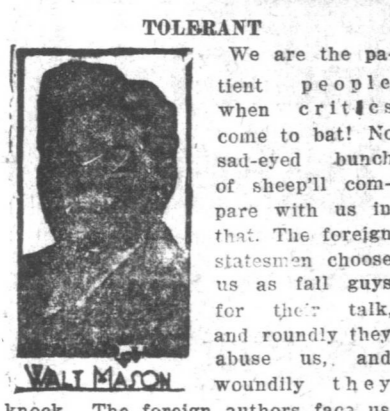 TOLERANT
We are the pa-
tient people
when critics
come to bat! No
sad-eyed bunch
of sheep'll com-
pare with us in
that. The foreign
statesmen choose
us as fall guys
for their talk,
and roundly they
abuse us, and
woundily they
WALT MASON
knock. The foreign authors face us